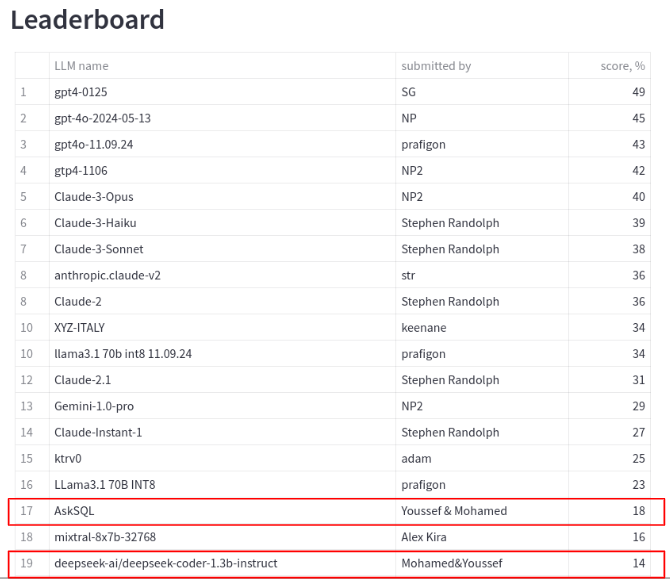 Leaderboard
LLM name submitted by score, %
1 gpt4-0125 SG 49
2 gpt-4o-2024-05-13 NP 45
3 gpt4o-11.09.24 prafigon 43
4 gtp4-1106 NP2 42
5 Claude-3-Opus NP2 40
6 Claude-3-Haiku Stephen Randolph 39
7 Claude-3-Sonnet Stephen Randolph 38
8 anthropic.claude-v2 str 36
8 Claude-2 Stephen Randolph 36
10 XYZ-ITALY keenane 34
10 llama3.1 70b int8 11.09.24 prafigon 34
12 Claude-2.1 Stephen Randolph 31
13 Gemini-1.0-pro NP2 29
14 Claude-Instant-1 Stephen Randolph 27
15 ktrv0 adam 25
16 LLama3.1 70B INT8 prafigon 23
17 AskSQL Youssef & Mohamed 18
18 mixtral-8x7b-32768 Alex Kira 16
19 deepseek-ai/deepseek-coder-1.3b-instruct Mohamed&Youssef 14